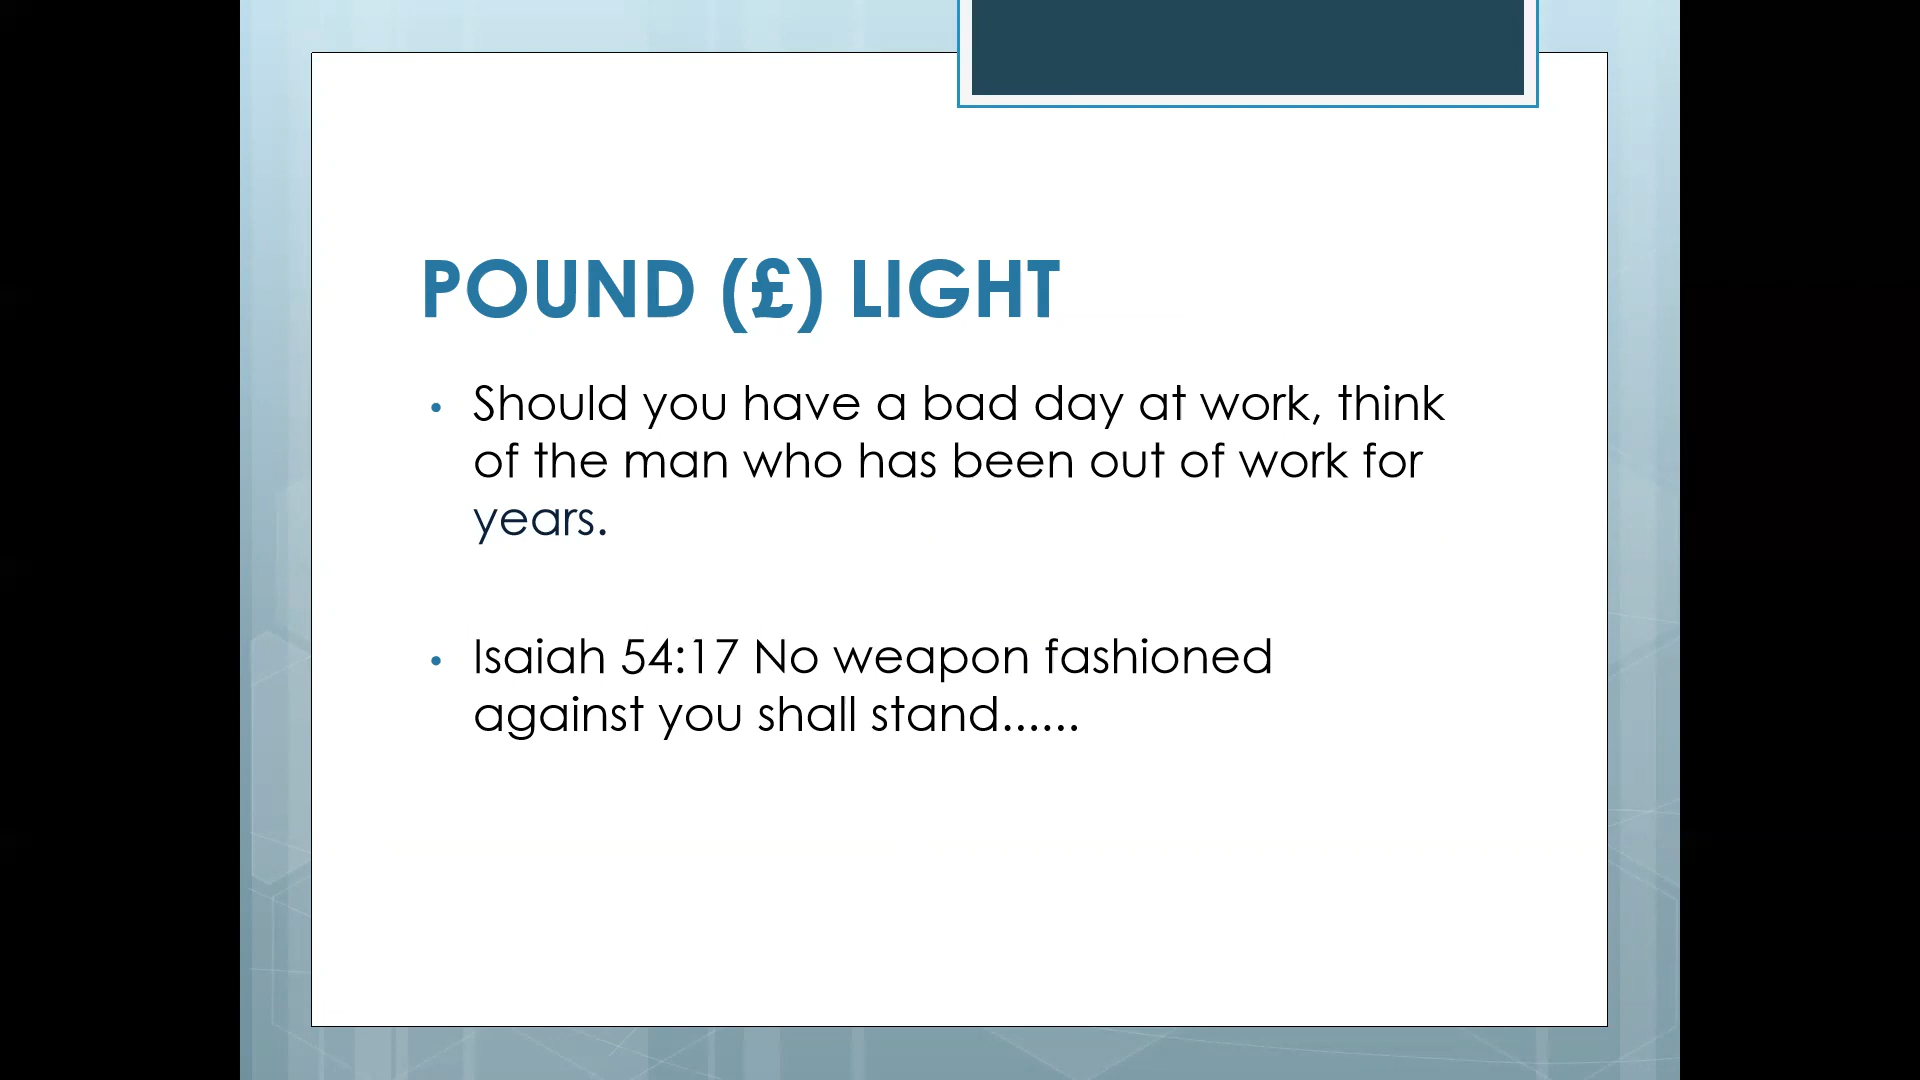 POUND (£) LIGHT
• Should you have a bad day at work, think
of the man who has been out of work for
years.
• Isaiah 54:17 No weapon fashioned
against you shall stand......